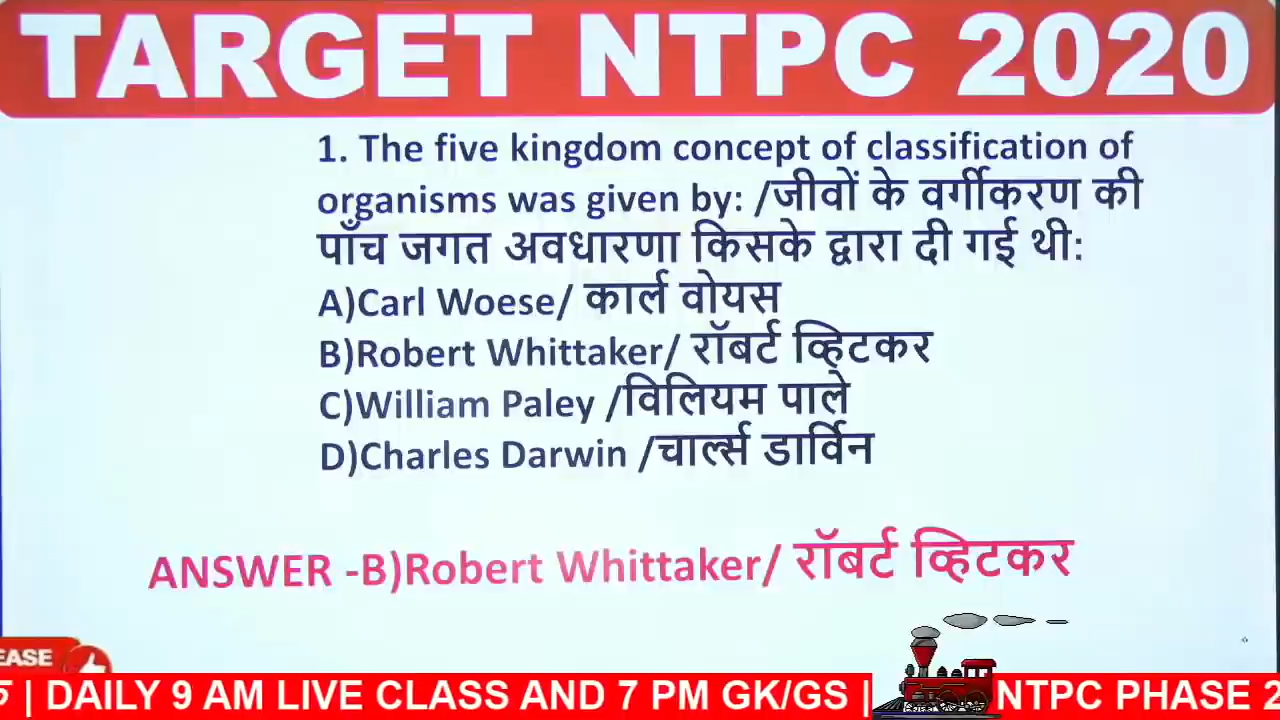 TARGET NTPC 2020
1. The five kingdom concept of classification of
organisms was given by: /जीवों के वर्गीकरण की
पाँच जगत अवधारणा किसके द्वारा दी गई थी:
A)Carl Woese/ कार्ल वोयस
B)Robert Whittaker/ रॉबर्ट व्हिटकर
C)William Paley /विलियम पाले
D)Charles Darwin /चार्ल्स डार्विन
ANSWER -B)Robert Whittaker/ रॉबर्ट व्हिटकर
| DAILY 9 AM LIVE CLASS AND 7 PM GK/GS | NTPC PHASE 2